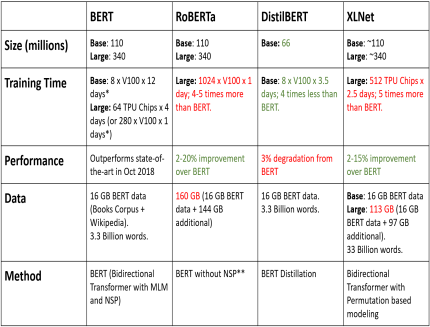 BERT RoBERTa DistilBERT XLNet
Size (millions)
Base: 110
Large: 340
Base: 110
Large: 340
Base: 66
Base: ~110
Large: ~340
Training Time
Base: 8 x V100 x 12
days*
Large: 64 TPU Chips x 4
days (or 280 x V100 x 1
days*)
Large: 1024 x V100 x 1
day; 4-5 times more
than BERT.
Base: 8 x V100 x 3.5
days; 4 times less than
BERT.
Large: 512 TPU Chips x
2.5 days; 5 times more
than BERT.
Performance
Outperforms state-of-
the-art in Oct 2018
2-20% improvement
over BERT
3% degradation from
BERT
2-15% improvement
over BERT
Data
16 GB BERT data
(Books Corpus +
Wikipedia).
3.3 Billion words.
160 GB (16 GB BERT
data + 144 GB
additional)
16 GB BERT data.
3.3 Billion words.
Base: 16 GB BERT data
Large: 113 GB (16 GB
BERT data + 97 GB
additional).
33 Billion words.
Method
BERT (Bidirectional
Transformer with MLM
and NSP)
BERT without NSP**
BERT Distillation
Bidirectional
Transformer with
Permutation based
modeling